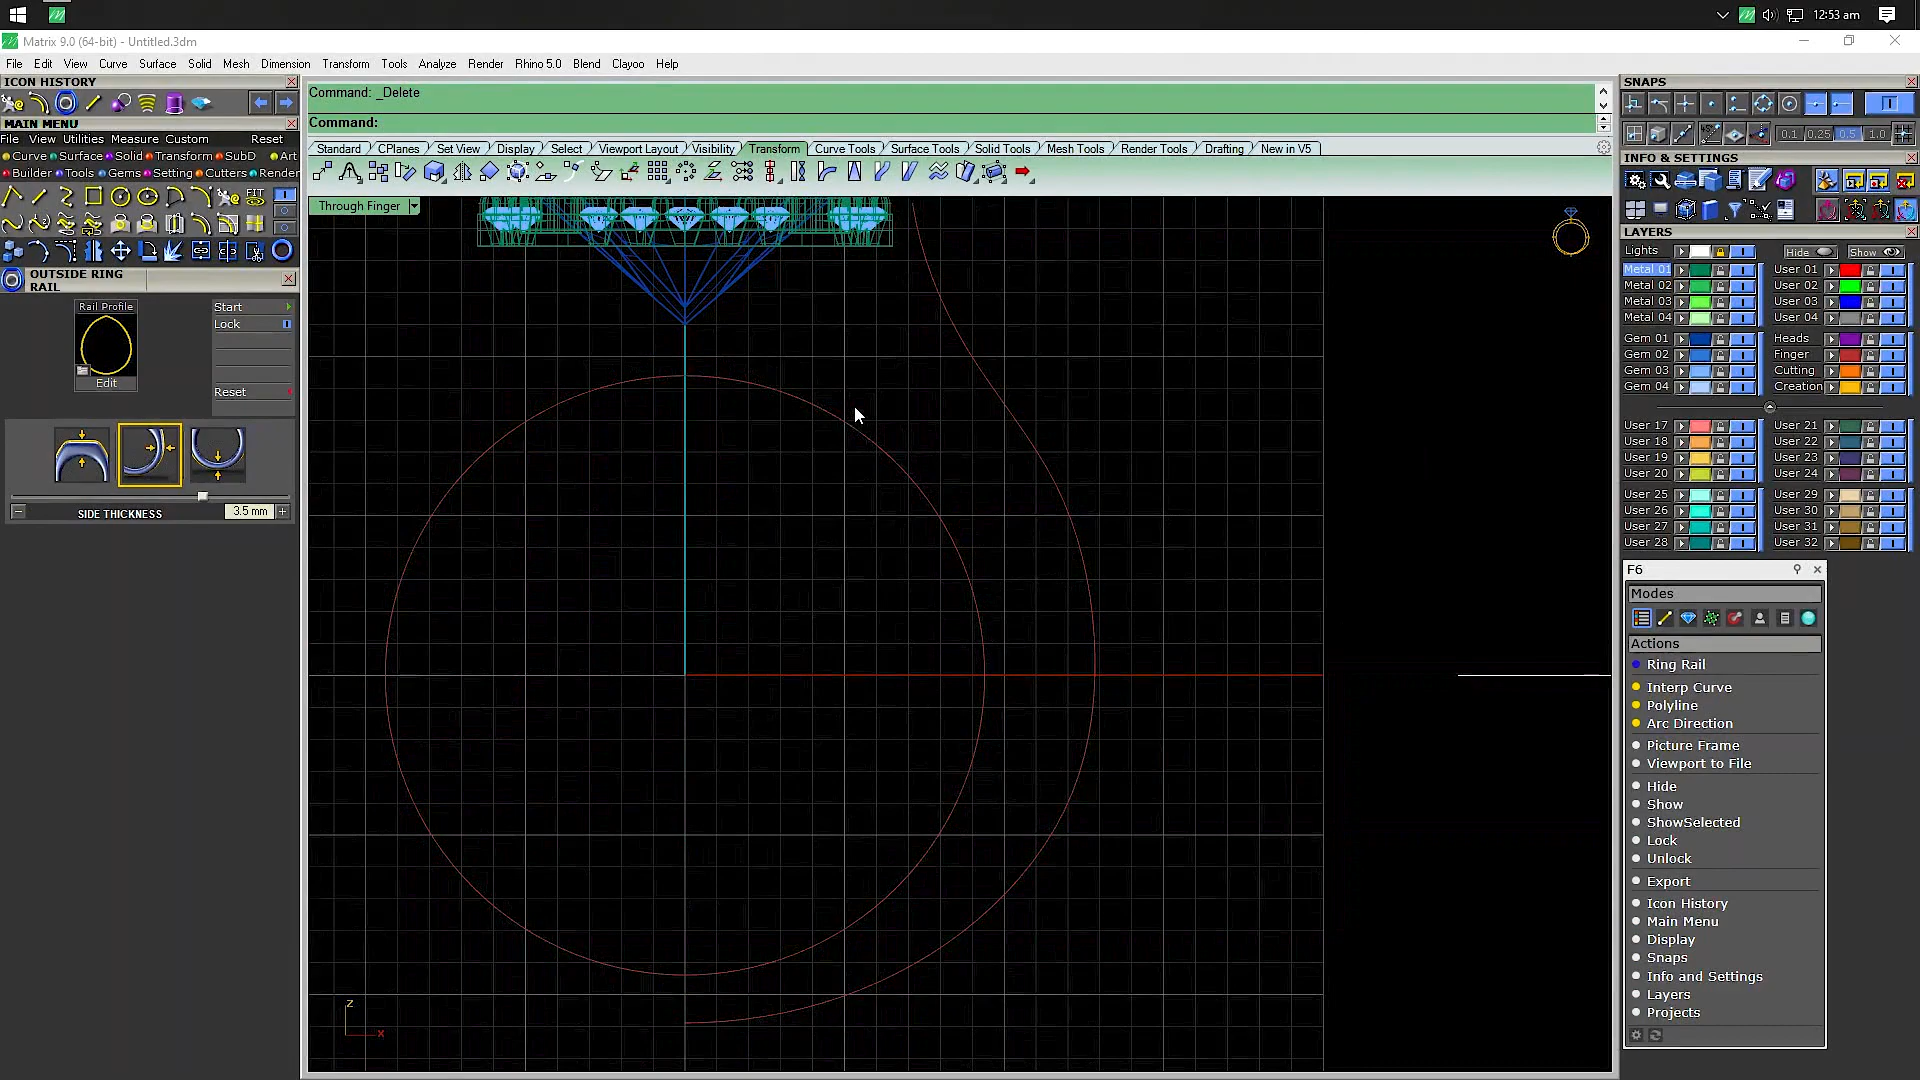 12:53 am
Matrix 9.0 (64-bit) - Untitled.3dm
File Edit View Curve Surface Solid Mesh Dimension Transform Tools Analyze Render Rhino 5.0 Blend Clayoo Help
ICON HISTORY
MAIN MENU
File View Utilities Measure Custom Reset
Curve Surface Solid Transform SubD Art
Builder Tools Gems Setting Cutters Render
FIT
OUTSIDE RING
RAIL
Rail Profile
Edit
Start
Lock
Reset
SIDE THICKNESS
3.5 mm
Command: _Delete
Command:
Standard CPlanes Set View Display Select Viewport Layout Visibility Transform Curve Tools Surface Tools Solid Tools Mesh Tools Render Tools Drafting New in V5
Through Finger
z
x
SNAPS
0.1 0.25 0.5 1.0
INFO & SETTINGS
LAYERS
Lights Hide Show
Metal 01 User 01
Metal 02 User 02
Metal 03 User 03
Metal 04 User 04
Gem 01 Heads
Gem 02 Finger
Gem 03 Cutting
Gem 04 Creation
User 17 User 21
User 18 User 22
User 19 User 23
User 20 User 24
User 25 User 29
User 26 User 30
User 27 User 31
User 28 User 32
F6
Modes
Actions
Ring Rail
Interp Curve
Polyline
Arc Direction
Picture Frame
Viewport to File
Hide
Show
ShowSelected
Lock
Unlock
Export
Icon History
Main Menu
Display
Snaps
Info and Settings
Layers
Projects